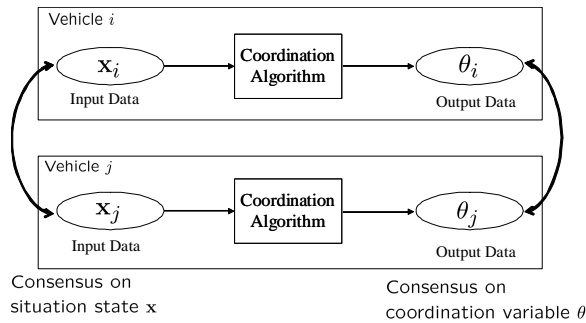 Vehicle i
x_i
Coordination
Algorithm
θ_i
Input Data
Output Data
Vehicle j
x_j
Coordination
Algorithm
θ_j
Input Data
Output Data
Consensus on
situation state x
Consensus on
coordination variable θ